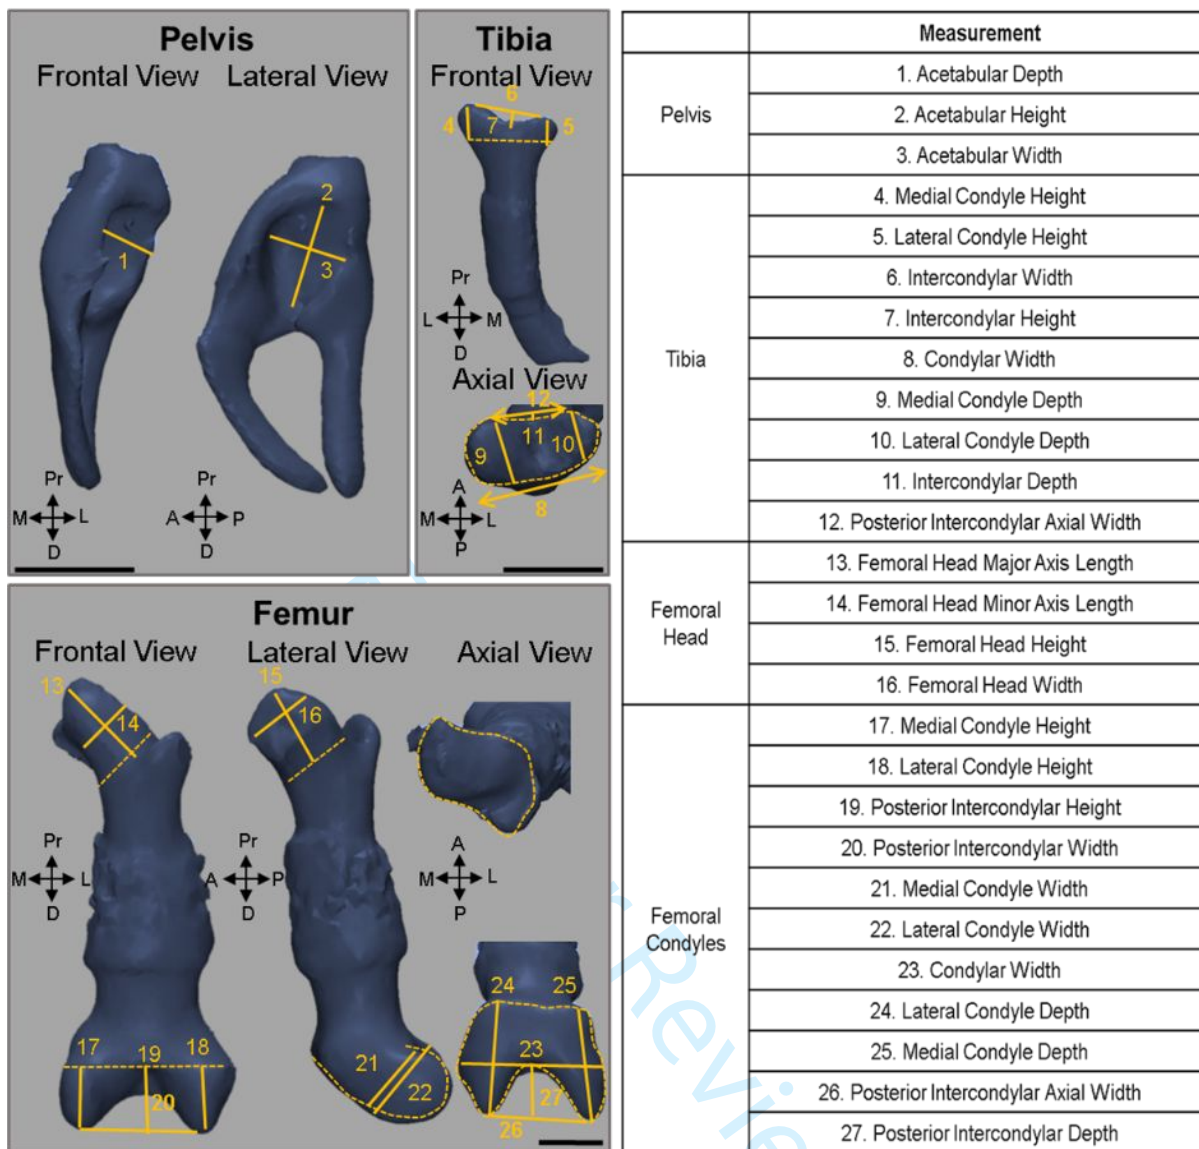 Pelvis
Frontal View Lateral View
1
2
3
Pr
M L
D
Pr
A P
D
Tibia
Frontal View
6
4 7 5
Pr
L M
D
Axial View
12
11
9 10
8
A
M L
P
Femur
Frontal View Lateral View Axial View
13
14
15
16
Pr
M L
D
Pr
A P
D
A
M L
P
17 19 18
20
21
22
24 25
23
27
26
Measurement
Pelvis
1. Acetabular Depth
2. Acetabular Height
3. Acetabular Width
Tibia
4. Medial Condyle Height
5. Lateral Condyle Height
6. Intercondylar Width
7. Intercondylar Height
8. Condylar Width
9. Medial Condyle Depth
10. Lateral Condyle Depth
11. Intercondylar Depth
12. Posterior Intercondylar Axial Width
Femoral
Head
13. Femoral Head Major Axis Length
14. Femoral Head Minor Axis Length
15. Femoral Head Height
16. Femoral Head Width
Femoral
Condyles
17. Medial Condyle Height
18. Lateral Condyle Height
19. Posterior Intercondylar Height
20. Posterior Intercondylar Width
21. Medial Condyle Width
22. Lateral Condyle Width
23. Condylar Width
24. Lateral Condyle Depth
25. Medial Condyle Depth
26. Posterior Intercondylar Axial Width
27. Posterior Intercondylar Depth
Revie